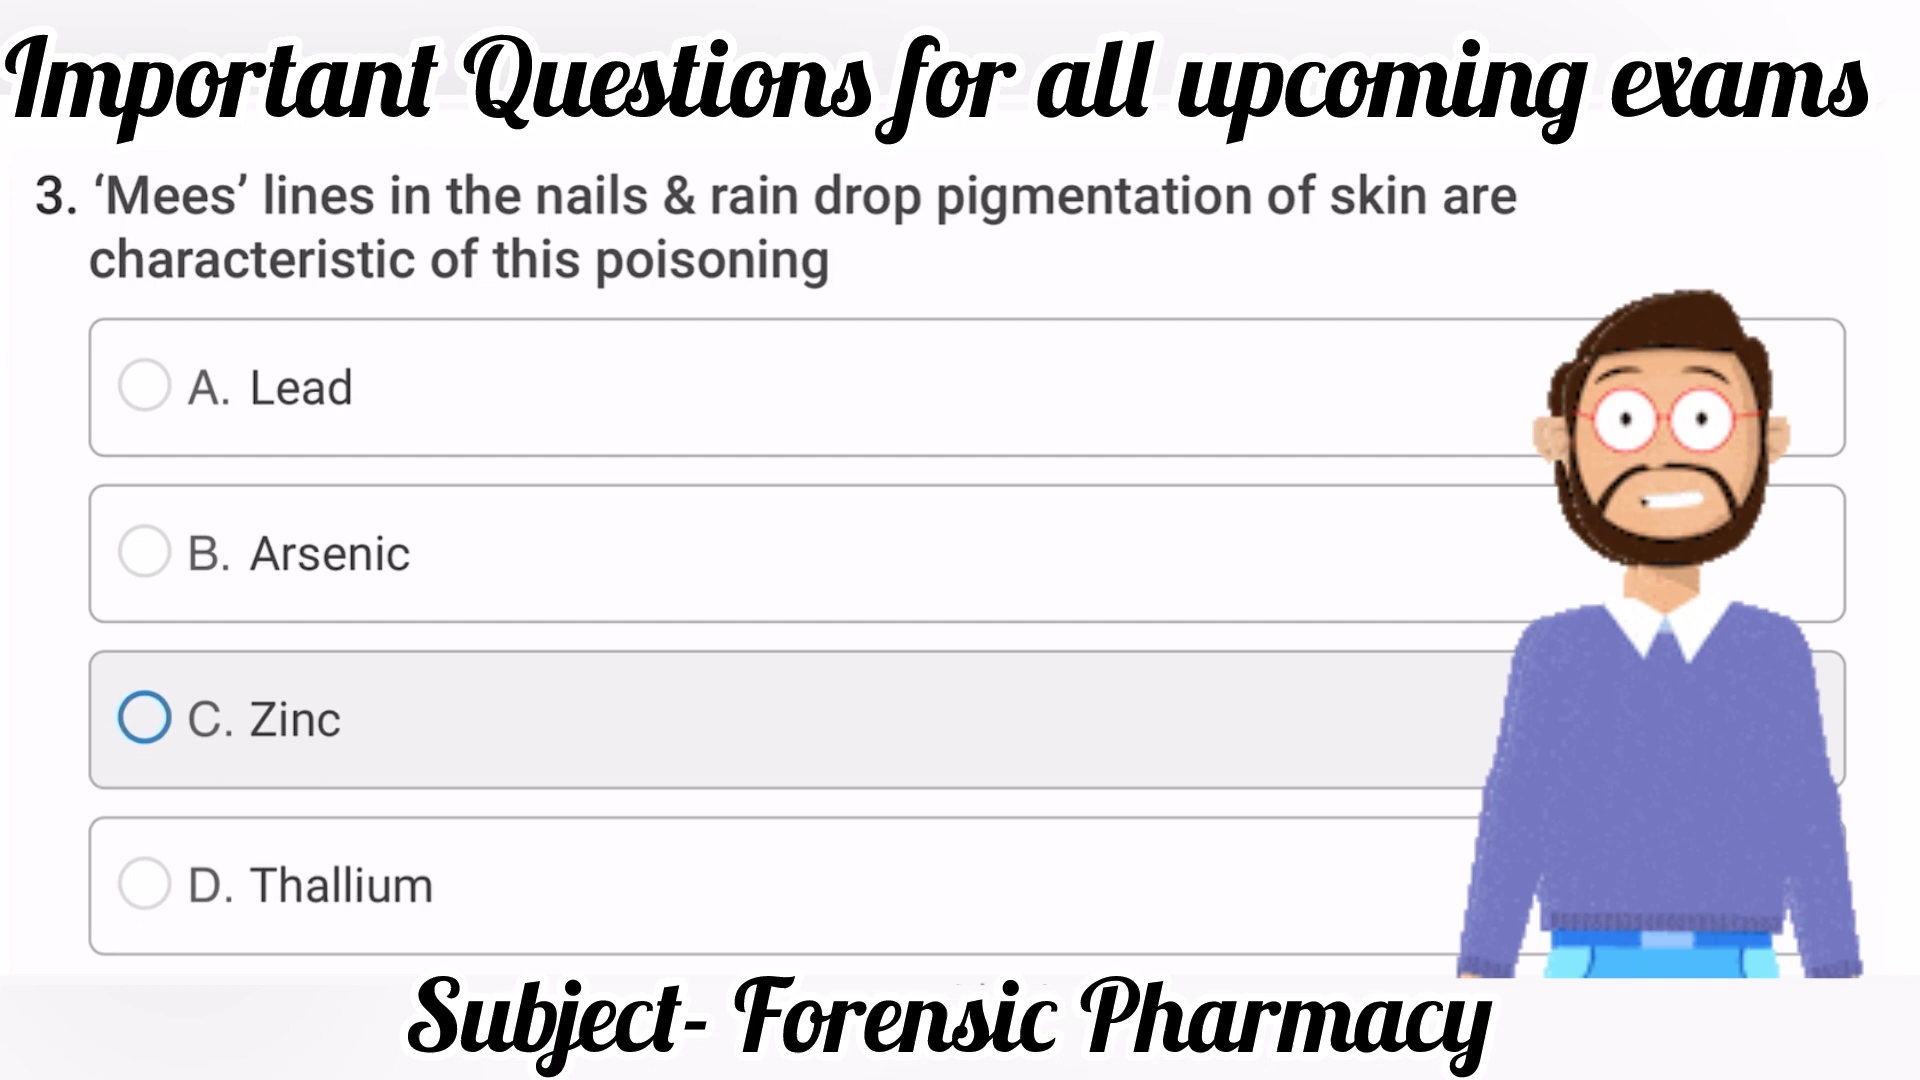 Important Questions for all upcoming exams
3. ‘Mees’ lines in the nails & rain drop pigmentation of skin are
characteristic of this poisoning
A. Lead
B. Arsenic
C. Zinc
D. Thallium
Subject- Forensic Pharmacy